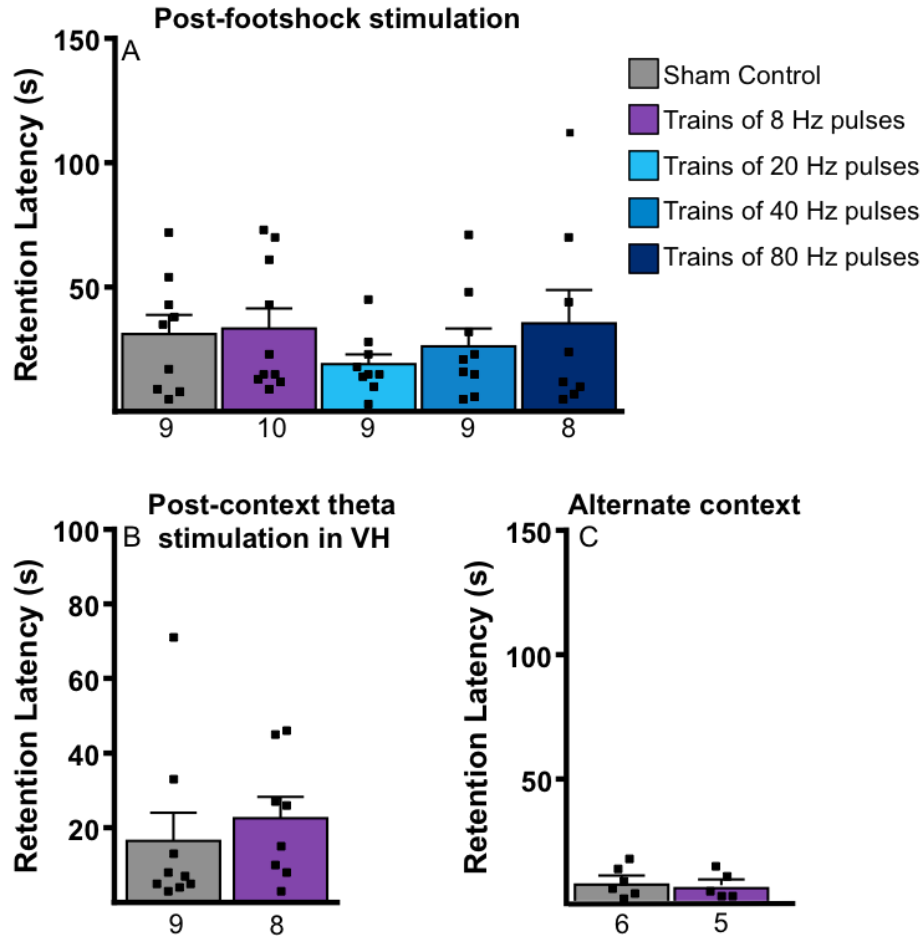 Post-footshock stimulation
A
Retention Latency (s)
150
100
50
9 10 9 9 8
Sham Control
Trains of 8 Hz pulses
Trains of 20 Hz pulses
Trains of 40 Hz pulses
Trains of 80 Hz pulses
Post-context theta
stimulation in VH
B
Retention Latency (s)
100
80
60
40
20
9 8
Alternate context
C
Retention Latency (s)
150
100
50
6 5